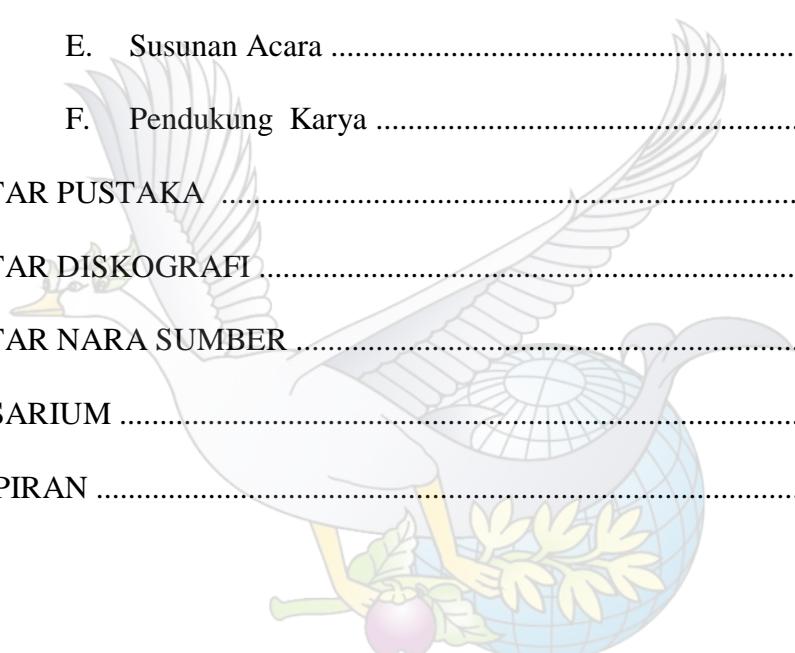 E. Susunan Acara ....................................................
F. Pendukung Karya ...............................................
TAR PUSTAKA ..................................................................
TAR DISKOGRAFI .............................................................
TAR NARA SUMBER .........................................................
SARIUM ................................................................................
PIRAN ...................................................................................